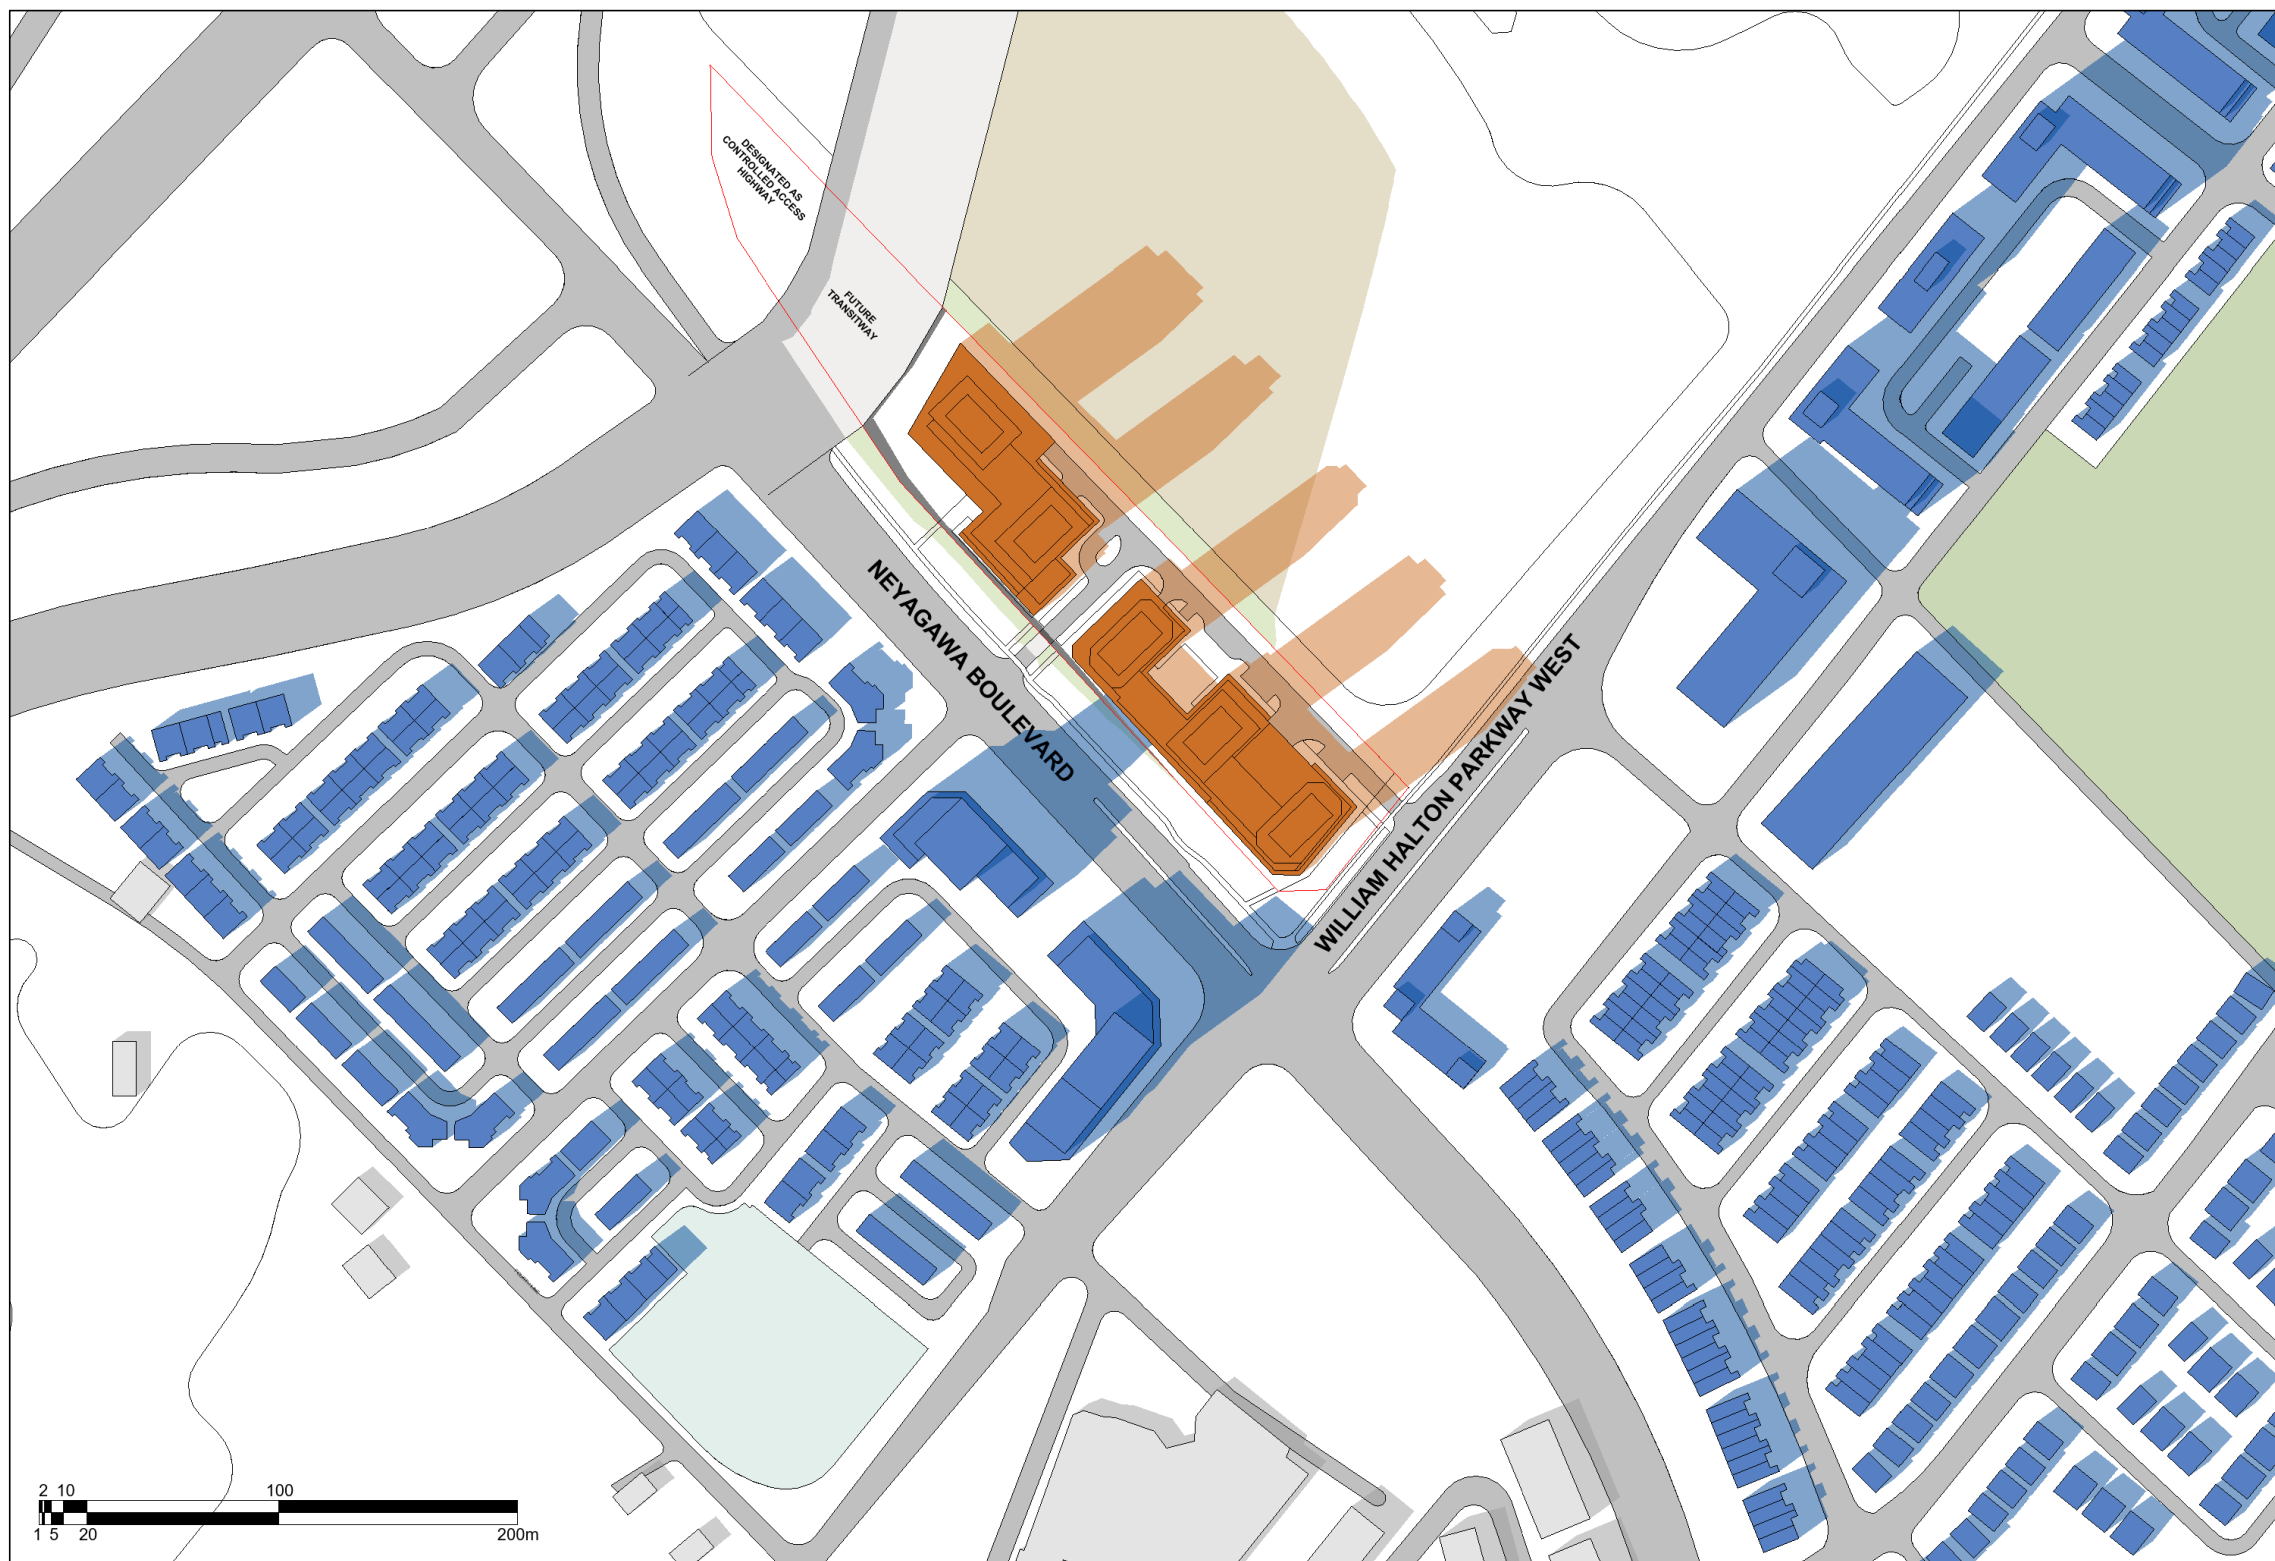 DESIGNATED AS
CONTROLLED ACCESS
HIGHWAY
FUTURE
TRANSITWAY
NEYAGAWA BOULEVARD
WILLIAM HALTON PARKWAY WEST
2 10 100
1 5 20 200m